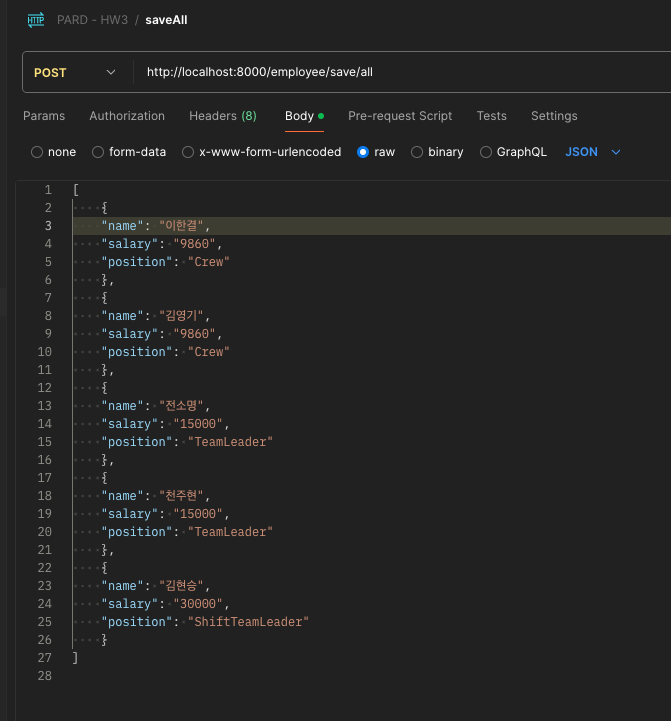 HTTP PARD - HW3 / saveAll
POST http://localhost:8000/employee/save/all
Params Authorization Headers (8) Body Pre-request Script Tests Settings
none form-data x-www-form-urlencoded raw binary GraphQL JSON
1 [
2 {
3 "name": "이한결",
4 "salary": "9860",
5 "position": "Crew"
6 },
7 {
8 "name": "김영기",
9 "salary": "9860",
10 "position": "Crew"
11 },
12 {
13 "name": "전소명",
14 "salary": "15000",
15 "position": "TeamLeader"
16 },
17 {
18 "name": "천주현",
19 "salary": "15000",
20 "position": "TeamLeader"
21 },
22 {
23 "name": "김현승",
24 "salary": "30000",
25 "position": "ShiftTeamLeader"
26 }
27 ]
28